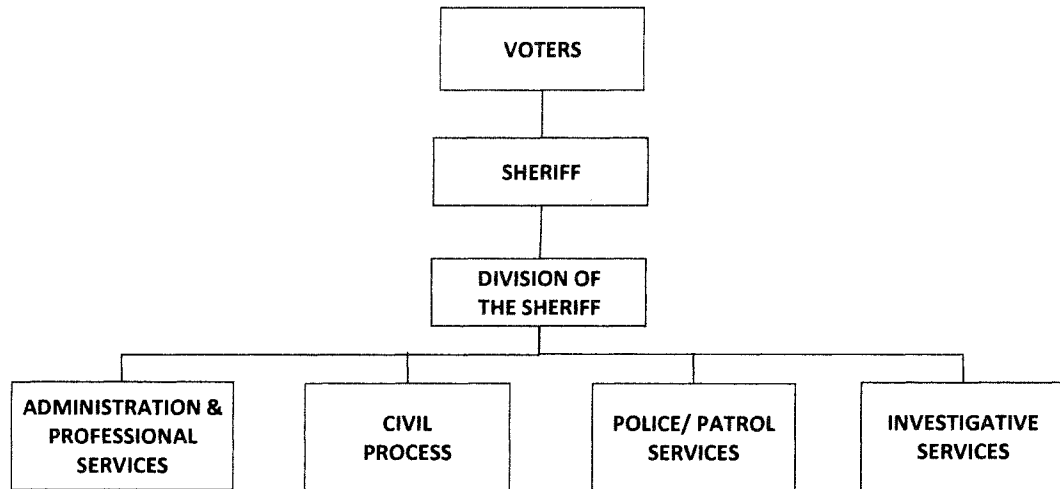 VOTERS
SHERIFF
DIVISION OF
THE SHERIFF
ADMINISTRATION &
PROFESSIONAL
SERVICES
CIVIL
PROCESS
POLICE/ PATROL
SERVICES
INVESTIGATIVE
SERVICES